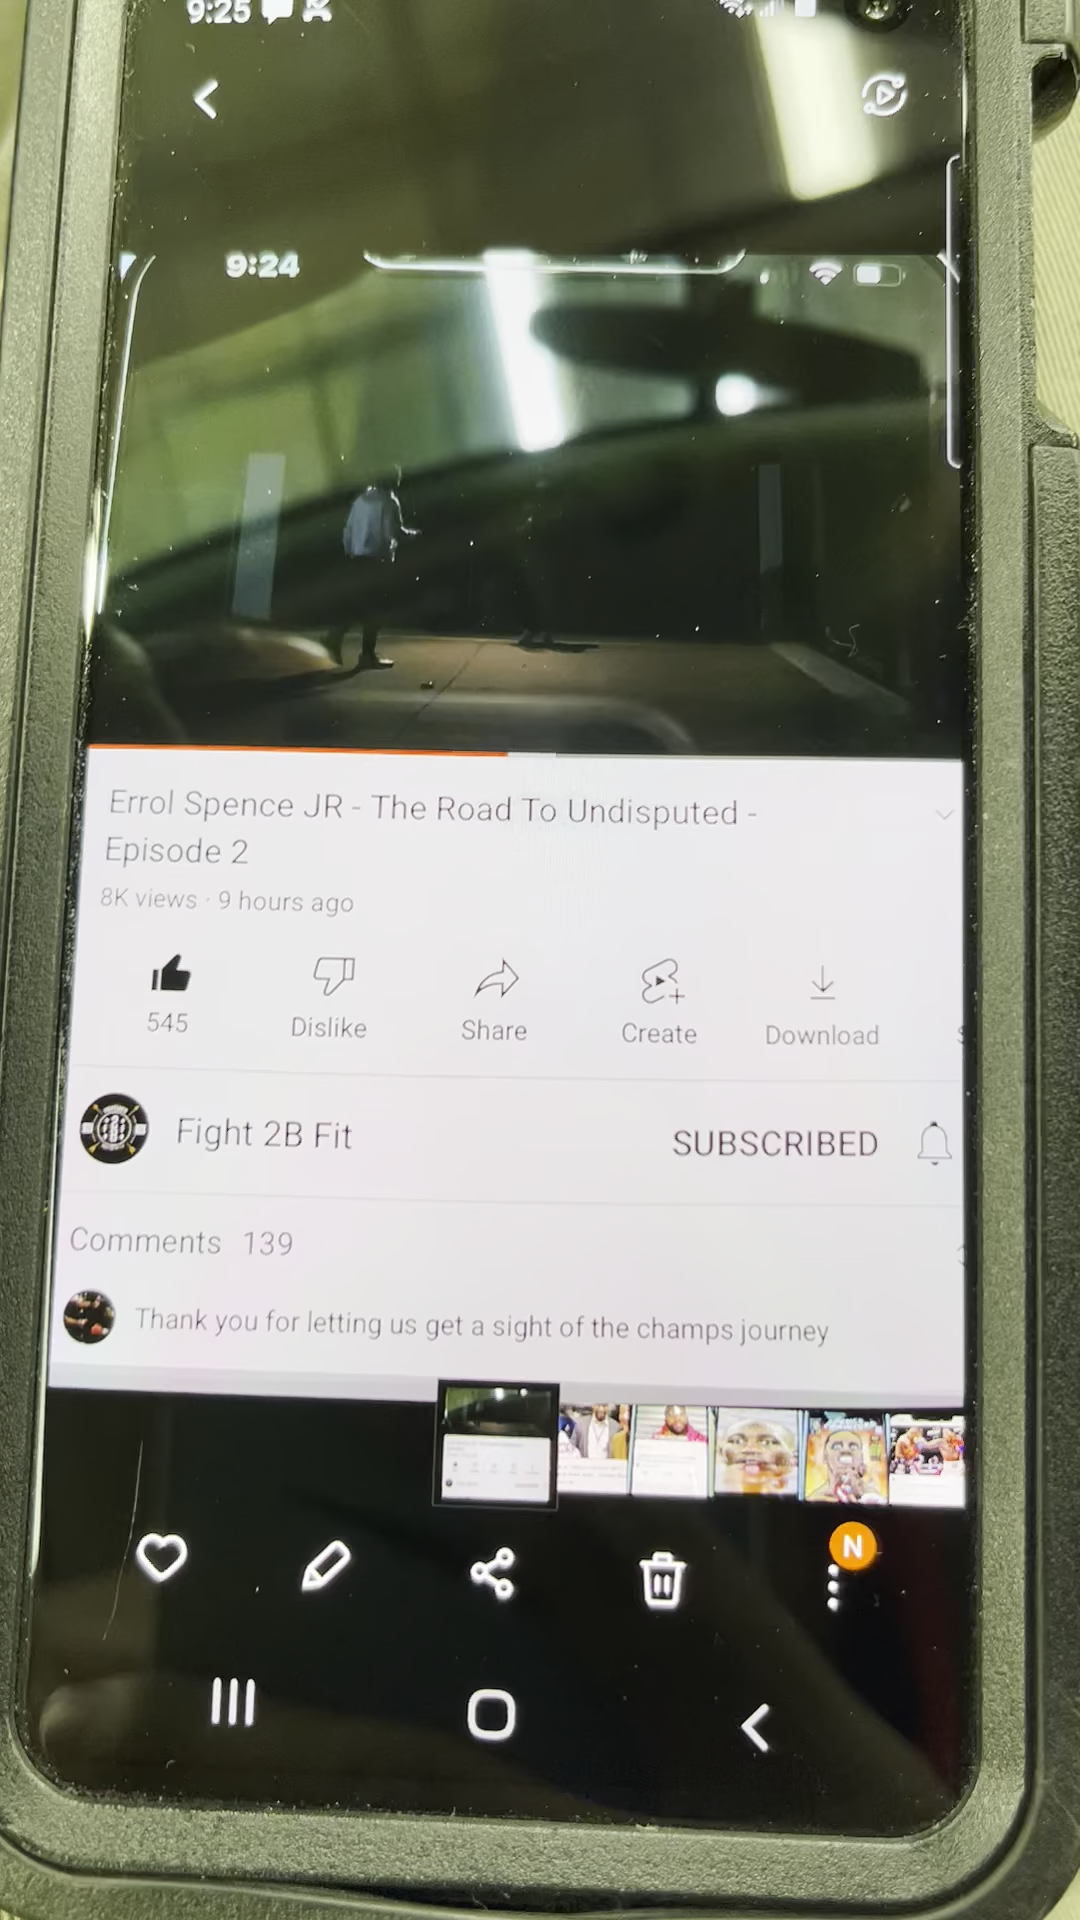 9:25
9:24
Errol Spence JR - The Road To Undisputed -
Episode 2
8K views · 9 hours ago
545
Dislike
Share
Create
Download
Fight 2B Fit
SUBSCRIBED
Comments 139
Thank you for letting us get a sight of the champs journey
N